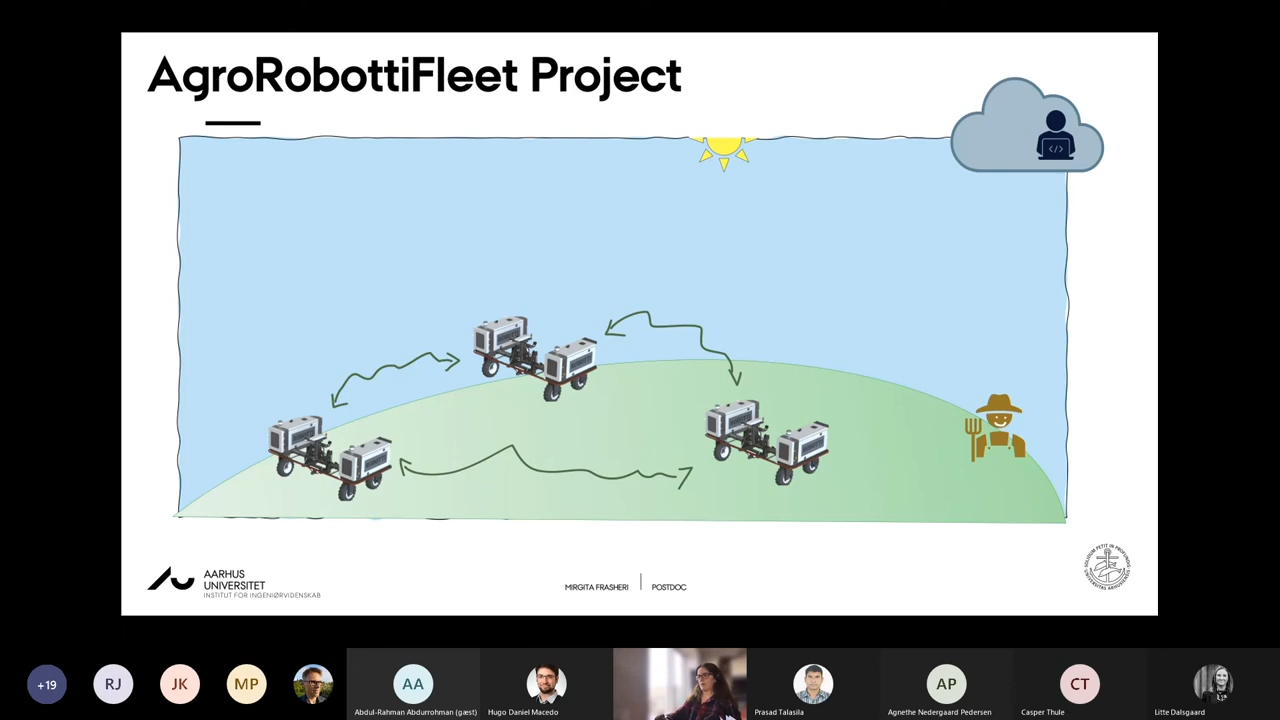 AgroRobottiFleet Project
</>
AARHUS
UNIVERSITET
INSTITUT FOR INGENIØRVIDENSKAB
MIRGITA FRASHERI
POSTDOC
+19
RJ
JK
MP
AA
AP
CT
Abdul-Rahman Abdurrohman (gæst)
Hugo Daniel Macedo
Prasad Talasila
Agnethe Nedergaard Pedersen
Casper Thule
Litte Dalsgaard